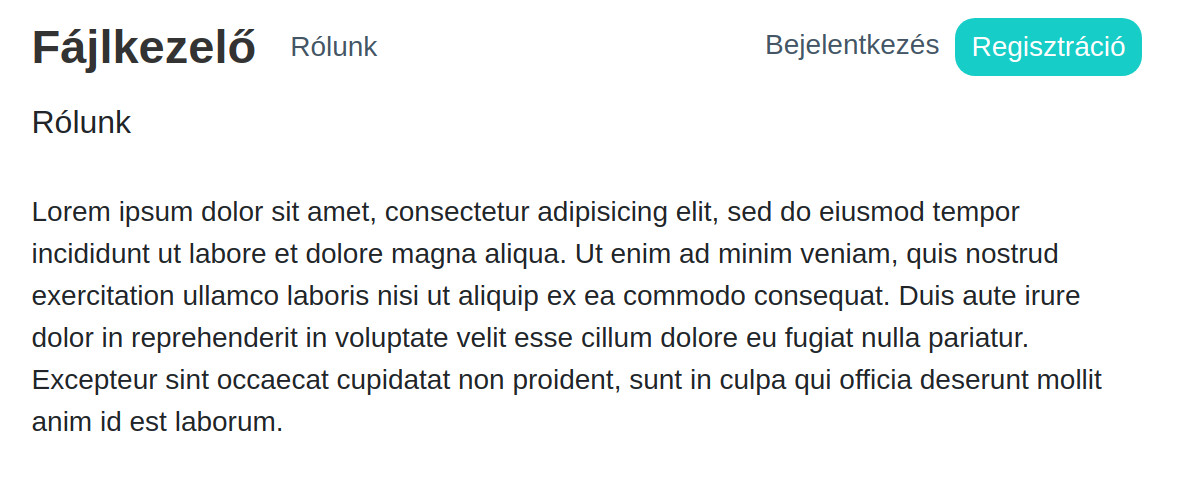 Fájlkezelő Rólunk Bejelentkezés Regisztráció
Rólunk
Lorem ipsum dolor sit amet, consectetur adipisicing elit, sed do eiusmod tempor
incididunt ut labore et dolore magna aliqua. Ut enim ad minim veniam, quis nostrud
exercitation ullamco laboris nisi ut aliquip ex ea commodo consequat. Duis aute irure
dolor in reprehenderit in voluptate velit esse cillum dolore eu fugiat nulla pariatur.
Excepteur sint occaecat cupidatat non proident, sunt in culpa qui officia deserunt mollit
anim id est laborum.